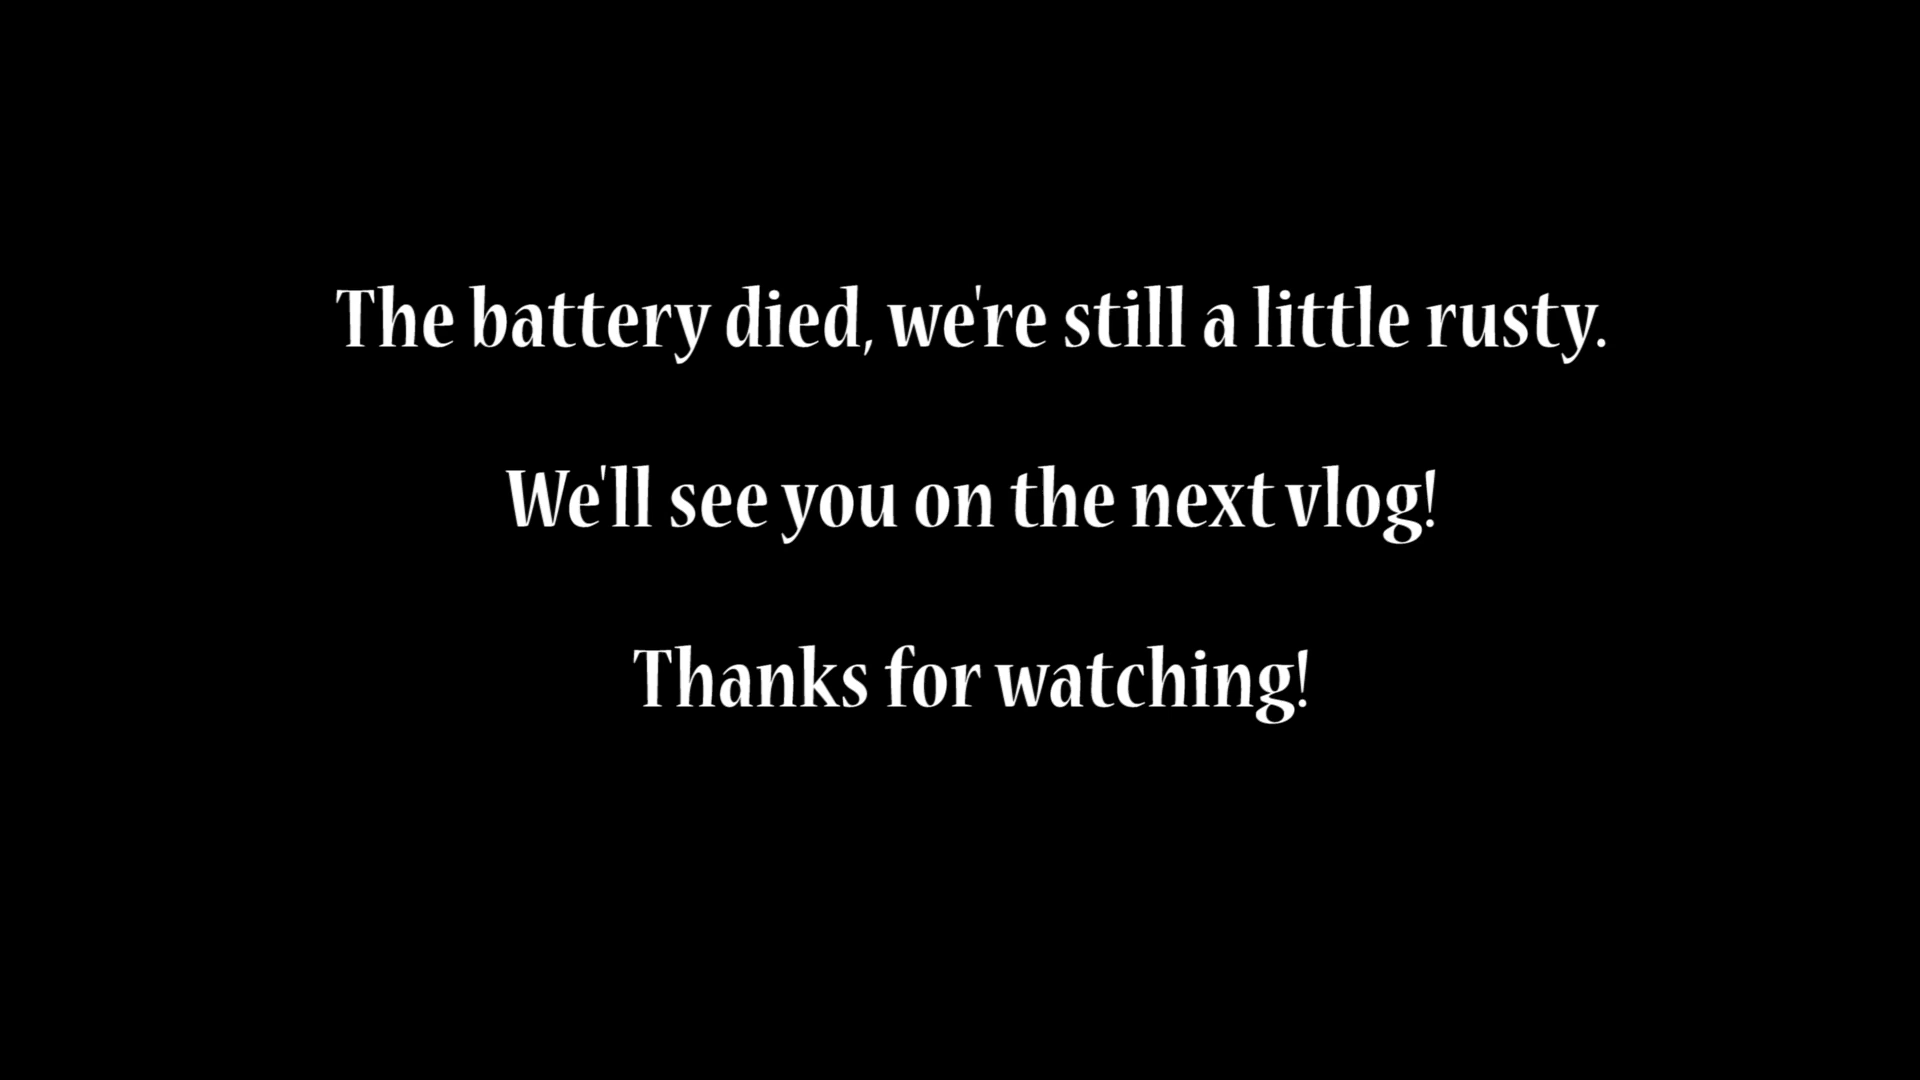 The battery died, we're still a little rusty.
We'll see you on the next vlog!
Thanks for watching!